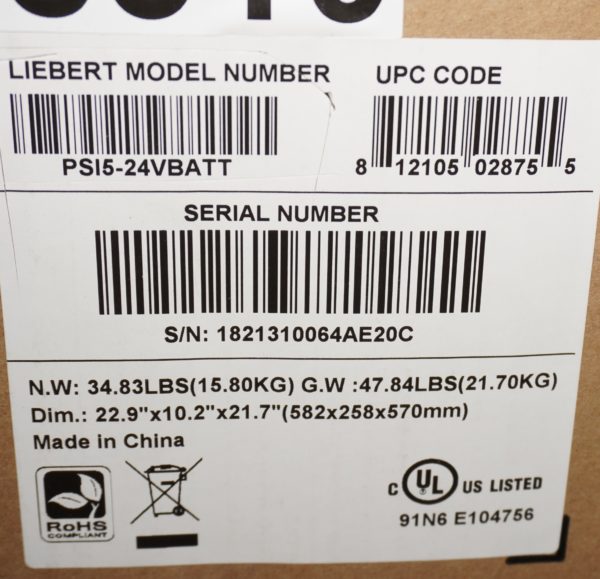 LIEBERT MODEL NUMBER
UPC CODE
PSI5-24VBATT
8 12105 02875 5
SERIAL NUMBER
S/N: 1821310064AE20C
N.W: 34.83LBS(15.80KG) G.W :47.84LBS(21.70KG)
Dim.: 22.9"x10.2"x21.7"(582x258x570mm)
Made in China
RoHS
COMPLIANT
C UL US LISTED
91N6 E104756